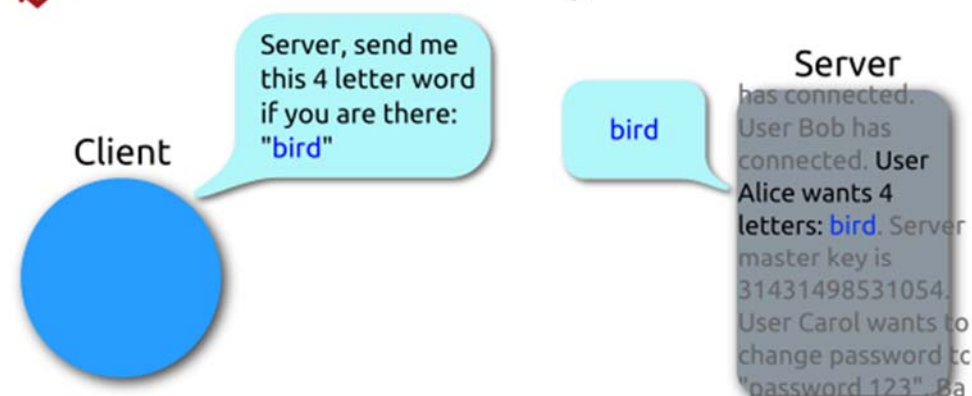 Server, send me
this 4 letter word
if you are there:
"bird"
Client
bird
Server
has connected.
User Bob has
connected. User
Alice wants 4
letters: bird. Server
master key is
31431498531054.
User Carol wants to
change password to
"password 123". Ba